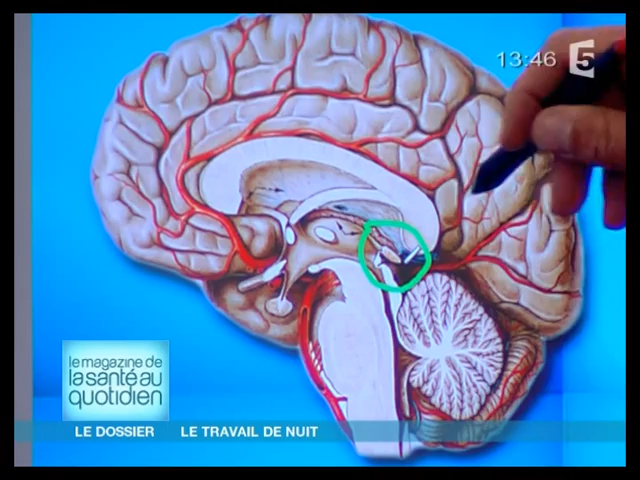 13:46 5
le magazine de
la santé au
quotidien
LE DOSSIER LE TRAVAIL DE NUIT